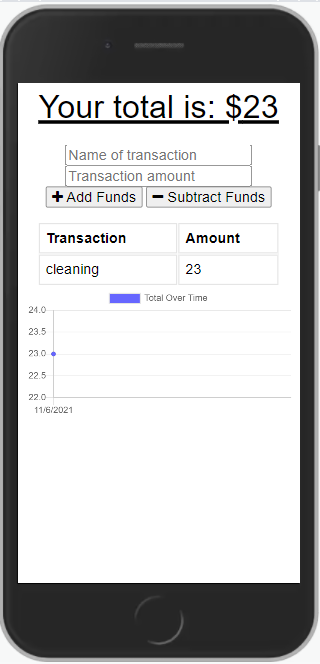 Your total is: $23
Name of transaction
Transaction amount
+ Add Funds − Subtract Funds
Transaction Amount
cleaning 23
Total Over Time
24.0
23.5
23.0
22.5
22.0
11/6/2021